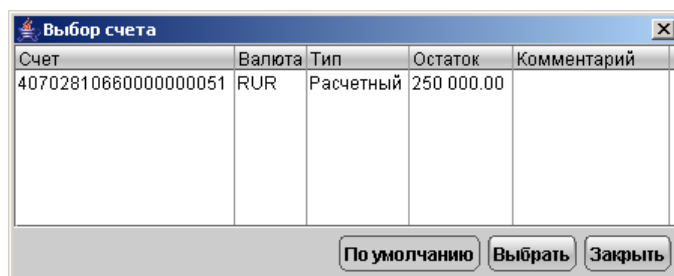 Выбор счета
Счет Валюта Тип Остаток Комментарий
40702810660000000051 RUR Расчетный 250 000.00
По умолчанию Выбрать Закрыть